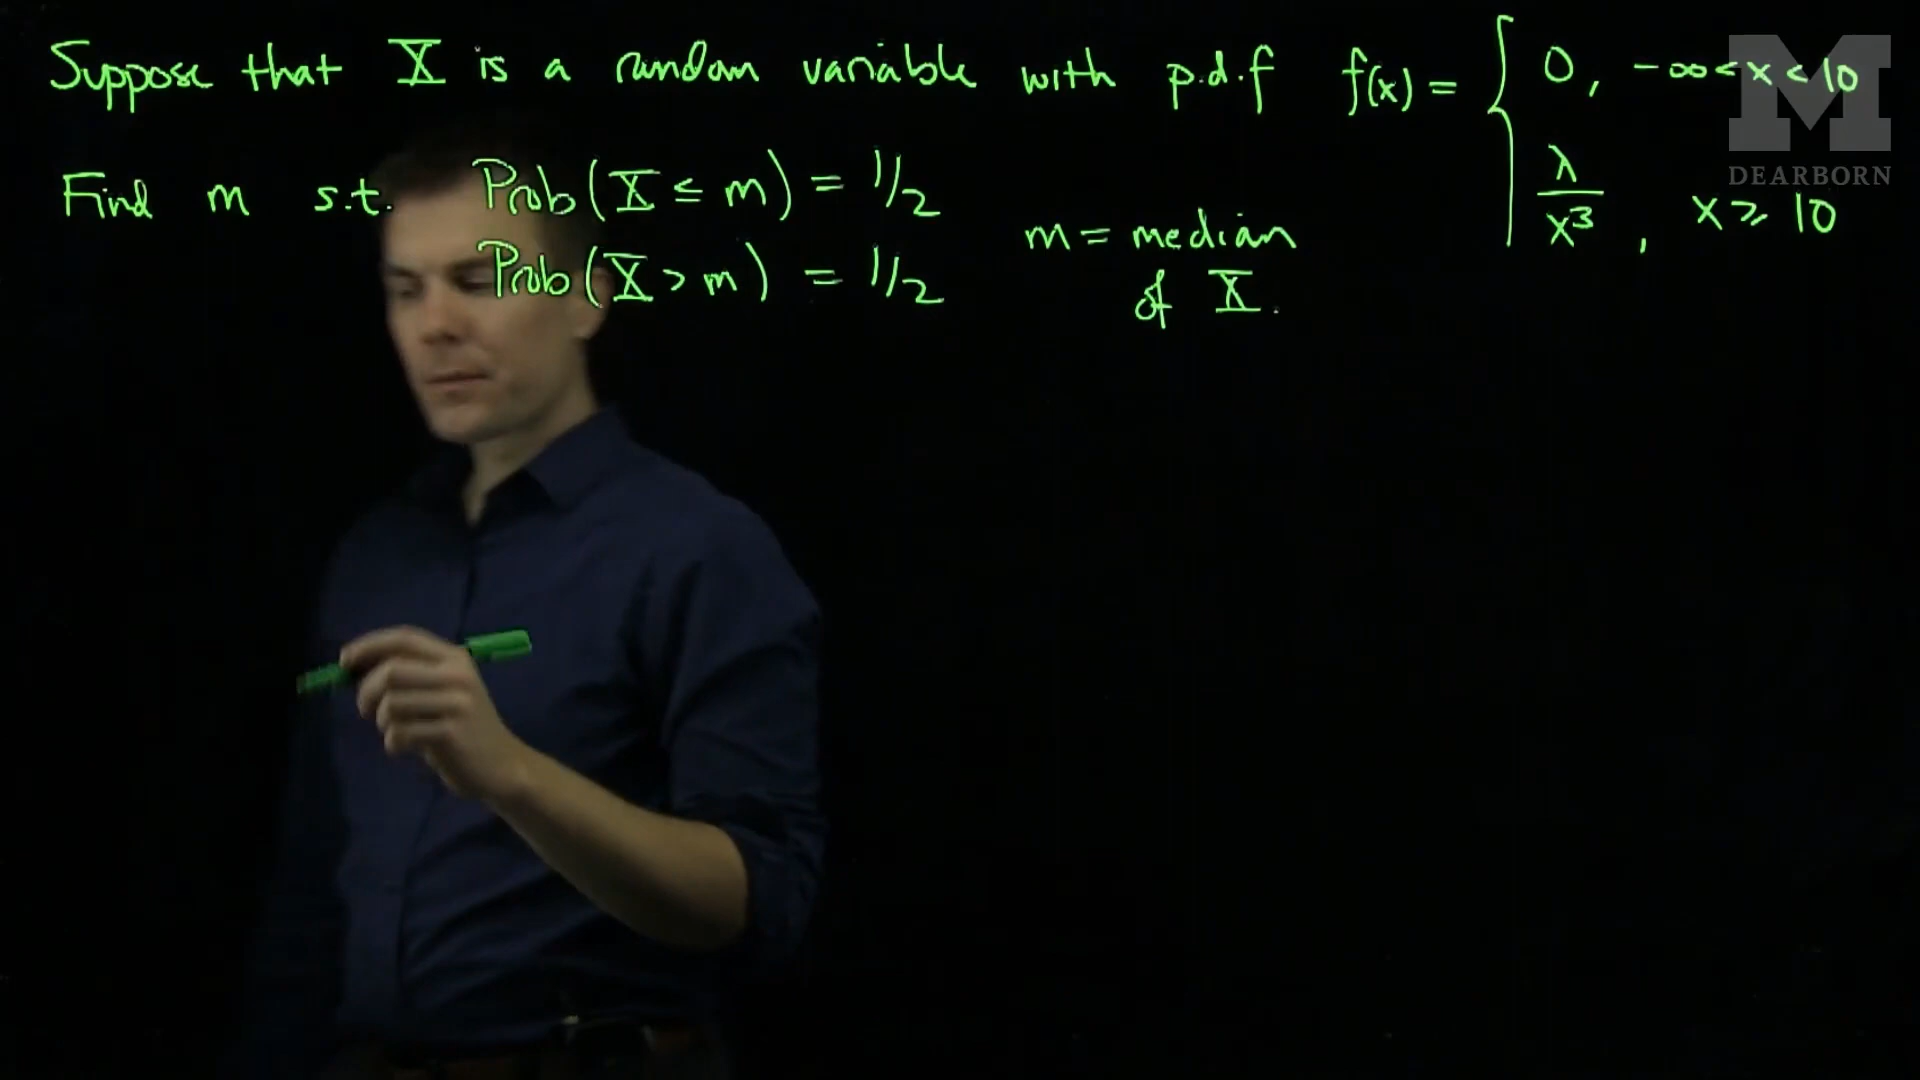 Suppose that X is a random variable with p.d.f f(x) = { 0, -∞ < x < 10
λ/x³, x ≥ 10
Find m s.t. Prob(X ≤ m) = 1/2
Prob(X > m) = 1/2
m = median
of X.
M
DEARBORN